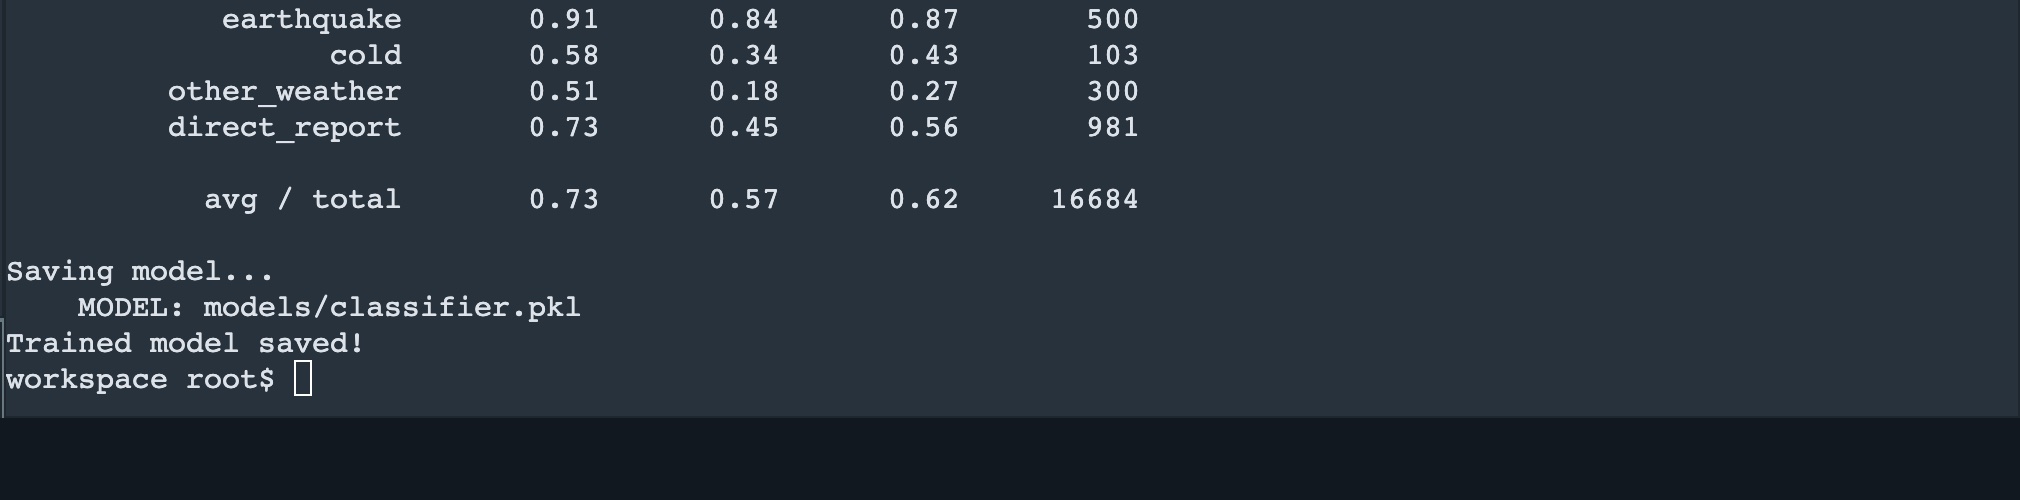 earthquake 0.91 0.84 0.87 500
cold 0.58 0.34 0.43 103
other_weather 0.51 0.18 0.27 300
direct_report 0.73 0.45 0.56 981
avg / total 0.73 0.57 0.62 16684
Saving model...
MODEL: models/classifier.pkl
Trained model saved!
workspace root$